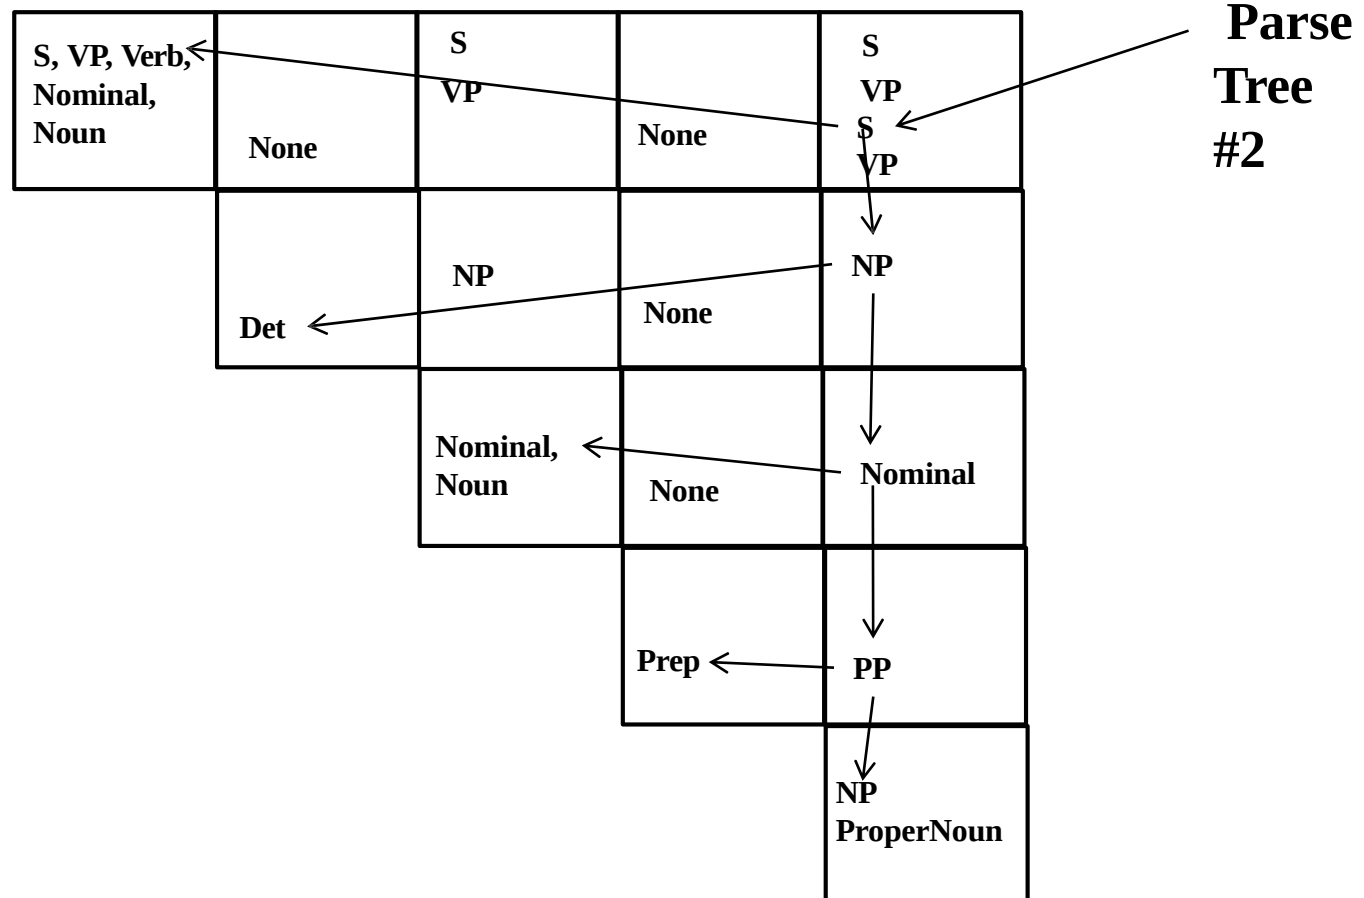 S, VP, Verb,
Nominal,
Noun
None
S
VP
None
S
VP
S
VP
Parse
Tree
#2
Det
NP
None
NP
Nominal,
Noun
None
Nominal
Prep
PP
NP
ProperNoun